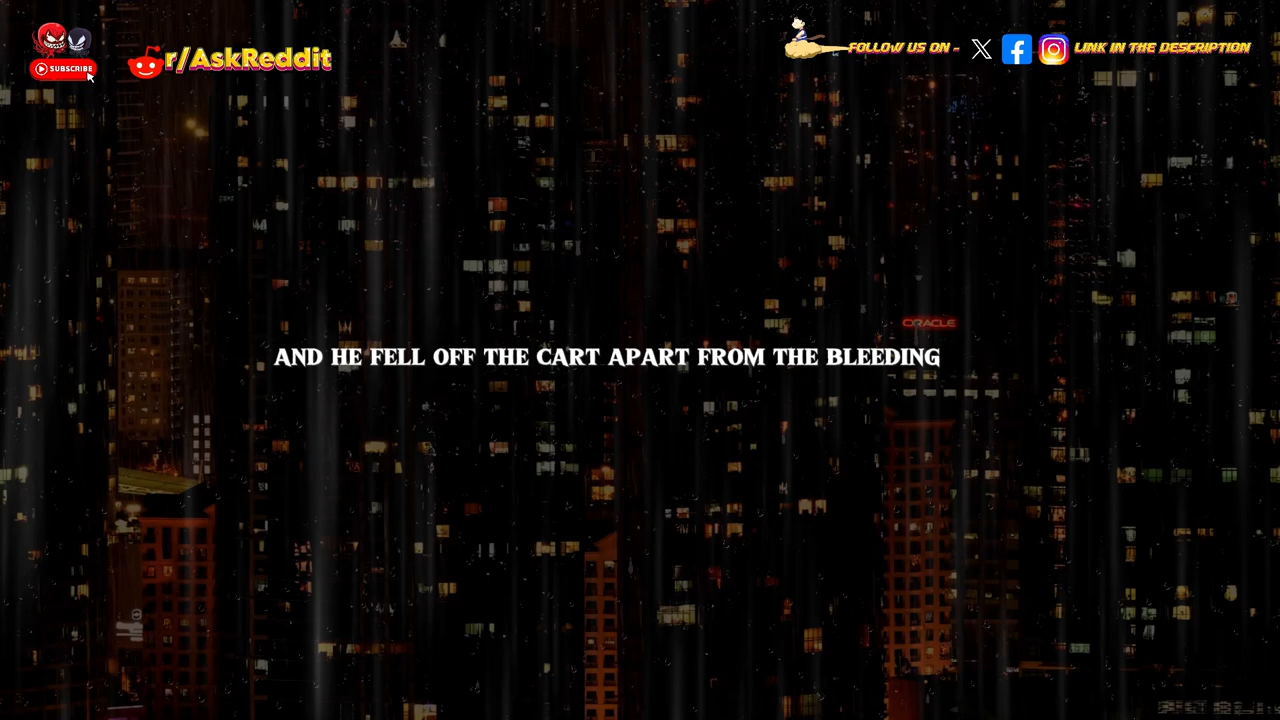 SUBSCRIBE
r/AskReddit
FOLLOW US ON -
LINK IN THE DESCRIPTION
ORACLE
AND HE FELL OFF THE CART APART FROM THE BLEEDING